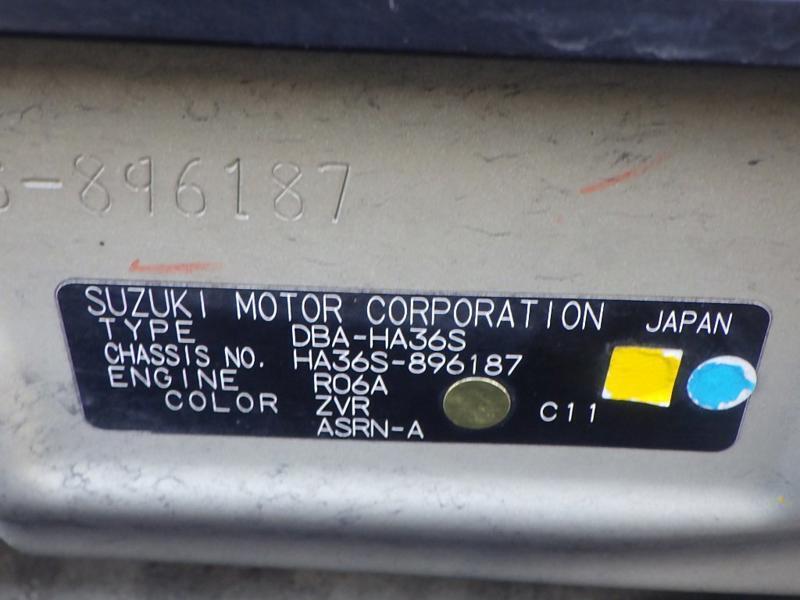 -896187
SUZUKI MOTOR CORPORATION JAPAN
TYPE DBA-HA36S
CHASSIS NO. HA36S-896187
ENGINE R06A
COLOR ZVR C11
ASRN-A